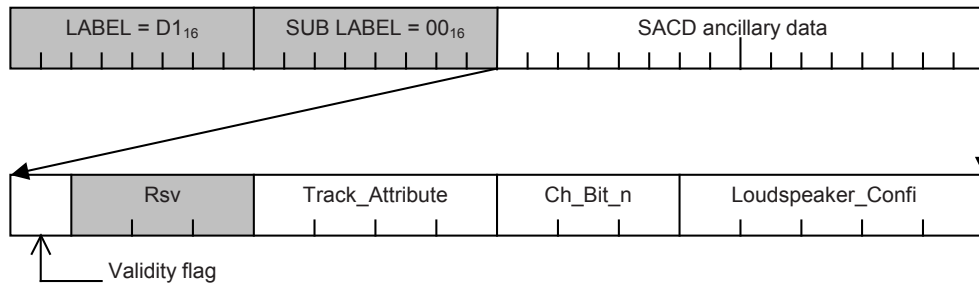 LABEL = D1₁₆ SUB LABEL = 00₁₆ SACD ancillary data
Rsv Track_Attribute Ch_Bit_n Loudspeaker_Confi
Validity flag